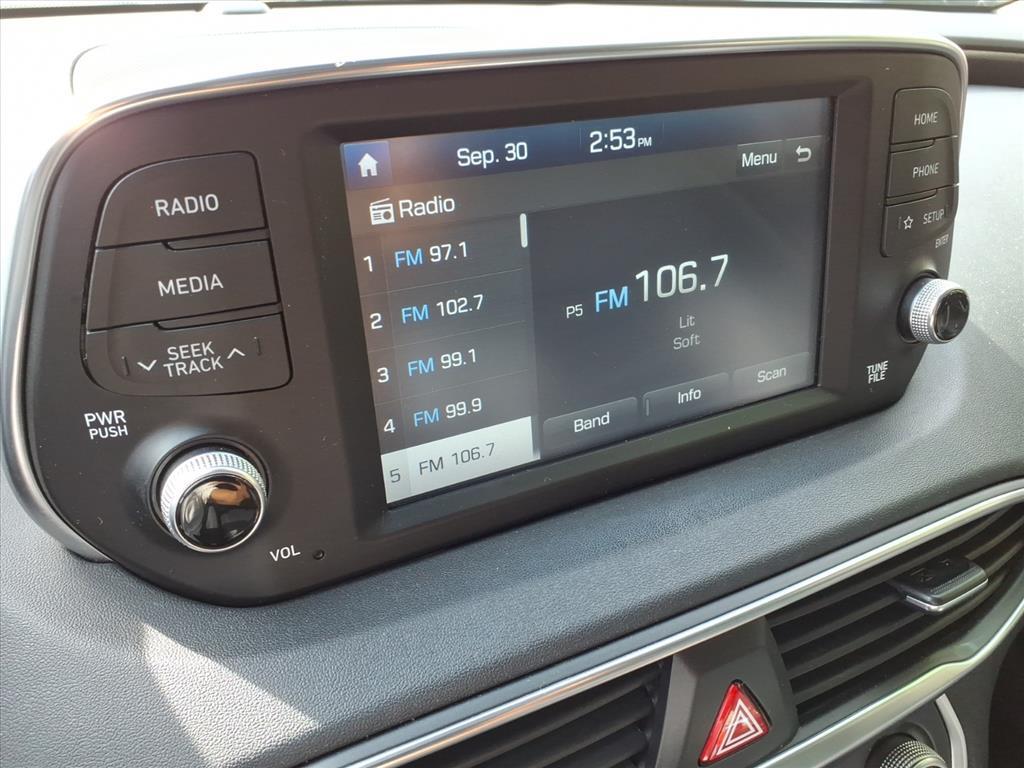 RADIO
MEDIA
SEEK
TRACK
PWR
PUSH
VOL
Sep. 30
2:53 PM
Menu
Radio
1 FM 97.1
2 FM 102.7
3 FM 99.1
4 FM 99.9
5 FM 106.7
P5 FM 106.7
Lit
Soft
Band
Info
Scan
HOME
PHONE
SETUP
ENTER
TUNE
FILE